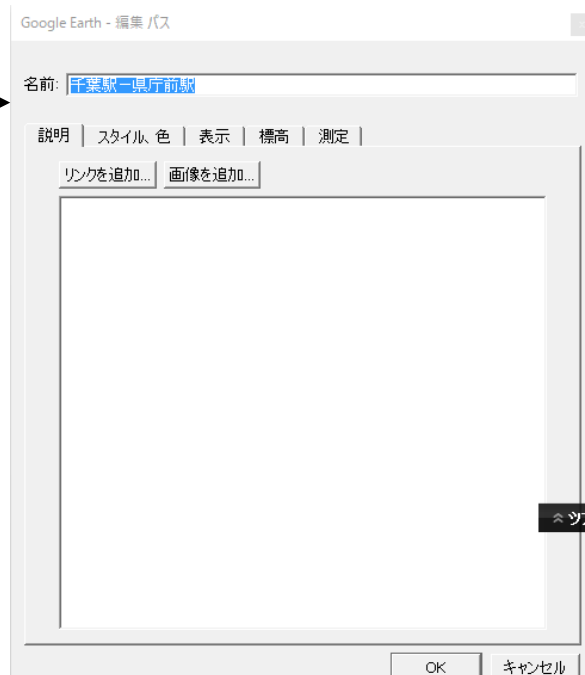 Google Earth - 編集 パス
名前: 千葉駅ー県庁前駅
説明 スタイル、色 表示 標高 測定
リンクを追加... 画像を追加...
OK キャンセル